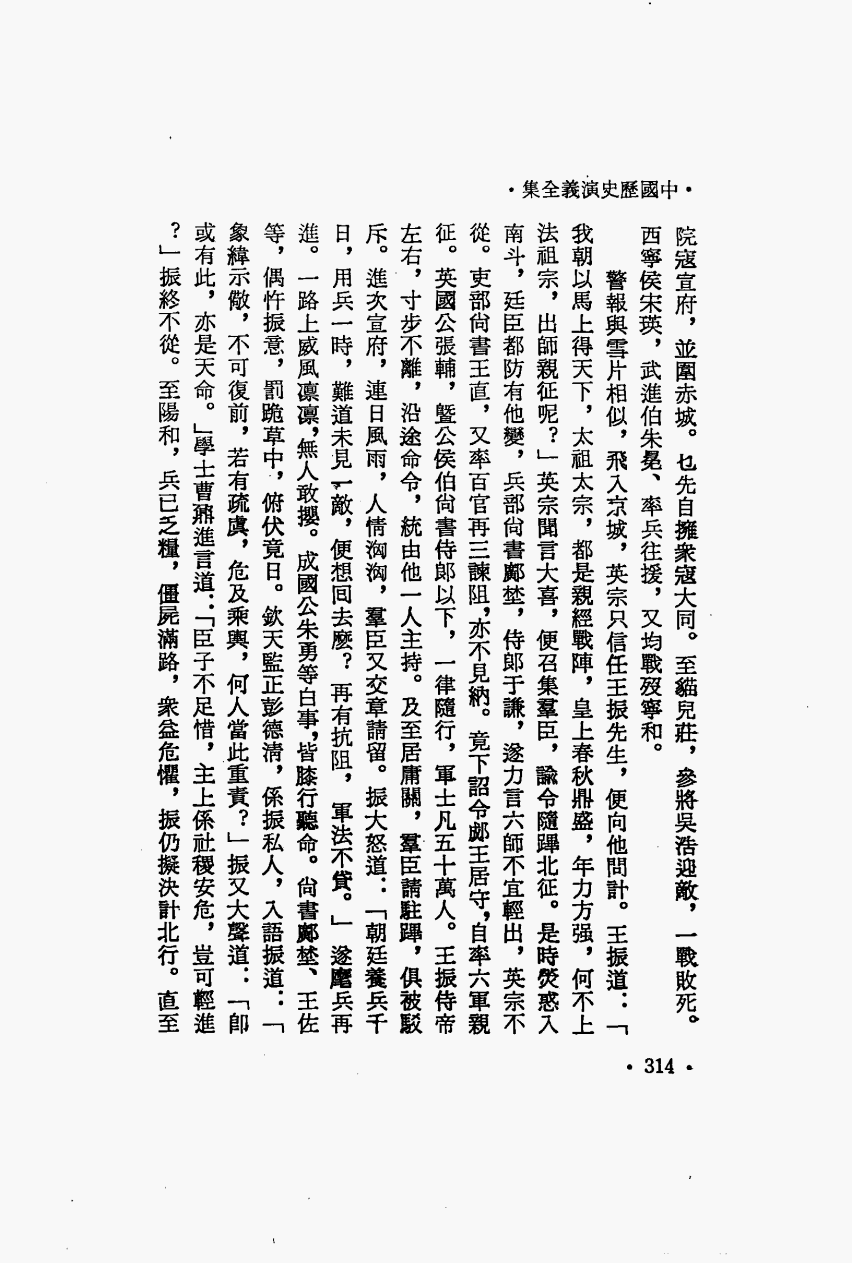 •中國歷史演義全集•
院寇宣府，並圍赤城。乜先自擁衆寇大同。至貓兒莊，參將吳浩迎敵，一戰敗死。
西寧侯宋瑛，武進伯朱冕、率兵往援，又均戰歿寧和。
警報與雪片相似，飛入京城，英宗只信任王振先生，便向他問計。王振道：「
我朝以馬上得天下，太祖太宗，都是親經戰陣，皇上春秋鼎盛，年力方强，何不上
法祖宗，出師親征呢？」英宗聞言大喜，便召集羣臣，諭令隨蹕北征。是時熒惑入
南斗，廷臣都防有他變，兵部尙書鄺埜，侍郞于謙，遂力言六師不宜輕出，英宗不
從。吏部尙書王直，又率百官再三諫阻，亦不見納。竟下詔令郕王居守，自率六軍親
征。英國公張輔，曁公侯伯尙書侍郞以下，一律隨行，軍士凡五十萬人。王振侍帝
左右，寸步不離，沿途命令，統由他一人主持。及至居庸關，羣臣請駐蹕，俱被駁
斥。進次宣府，連日風雨，人情洶洶，羣臣又交章請留。振大怒道：「朝廷養兵千
日，用兵一時，難道未見一敵，便想回去麽？再有抗阻，軍法不貸。」遂麾兵再
進。一路上威風凛凛，無人敢攖。成國公朱勇等白事，皆膝行聽命。尙書鄺埜、王佐
等，偶忤振意，罰跪草中，俯伏竟日。欽天監正彭德淸，係振私人，入語振道：「
象緯示儆，不可復前，若有疏虞，危及乘輿，何人當此重責？」振又大聲道：「卽
或有此，亦是天命。」學士曹鼐進言道：「臣子不足惜，主上係社稷安危，豈可輕進
？」振終不從。至陽和，兵已乏糧，僵屍滿路，衆益危懼，振仍擬決計北行。直至
•314•